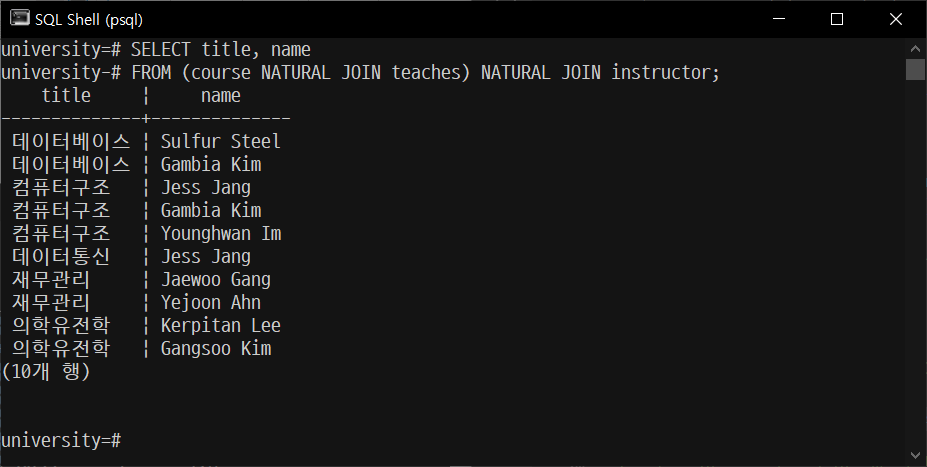 SQL Shell (psql)
university=# SELECT title, name
university-# FROM (course NATURAL JOIN teaches) NATURAL JOIN instructor;
title ¦ name
--------------+--------------
데이터베이스 ¦ Sulfur Steel
데이터베이스 ¦ Gambia Kim
컴퓨터구조 ¦ Jess Jang
컴퓨터구조 ¦ Gambia Kim
컴퓨터구조 ¦ Younghwan Im
데이터통신 ¦ Jess Jang
재무관리 ¦ Jaewoo Gang
재무관리 ¦ Yejoon Ahn
의학유전학 ¦ Kerpitan Lee
의학유전학 ¦ Gangsoo Kim
(10개 행)
university=#